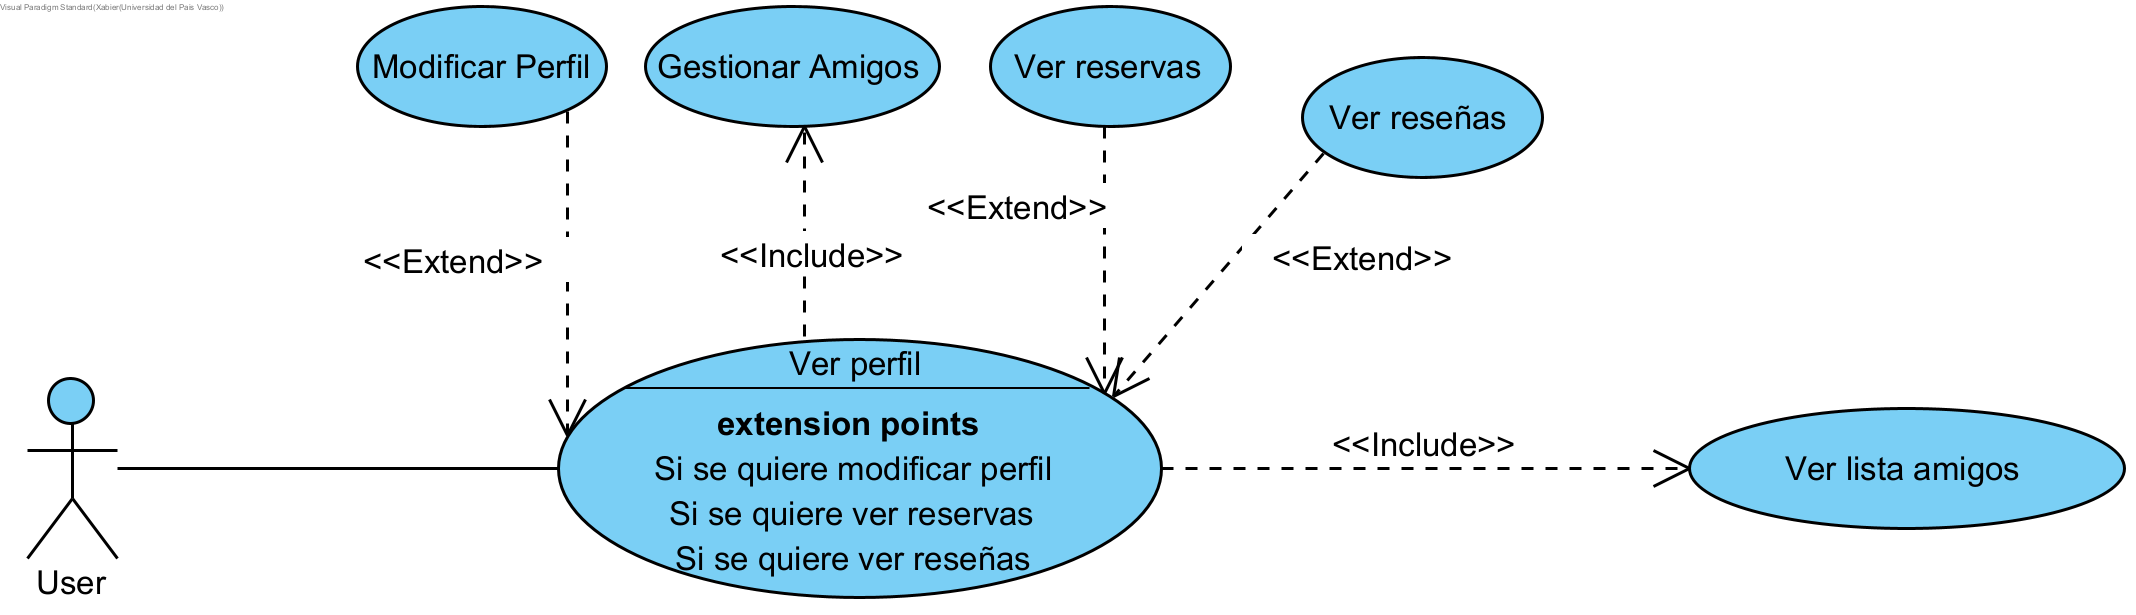 Visual Paradigm Standard(Xabier(Universidad del Pais Vasco))
Modificar Perfil
Gestionar Amigos
Ver reservas
Ver reseñas
<<Extend>>
<<Include>>
<<Extend>>
<<Extend>>
Ver perfil
extension points
Si se quiere modificar perfil
Si se quiere ver reservas
Si se quiere ver reseñas
<<Include>>
Ver lista amigos
User